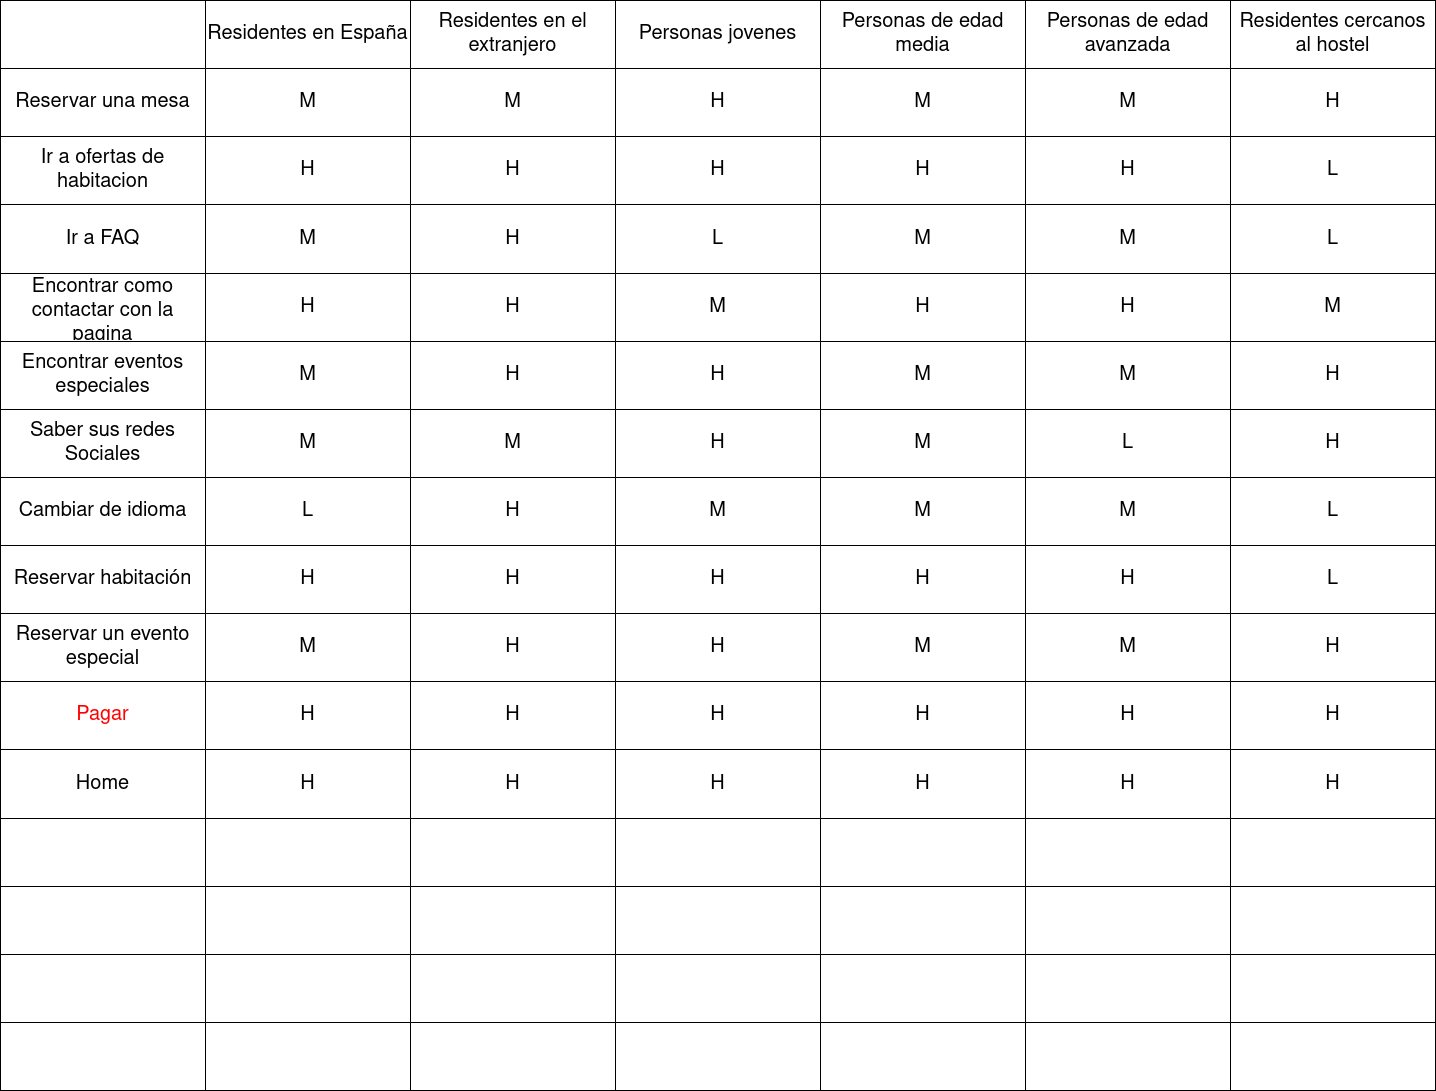 Residentes en España
Residentes en el
extranjero
Personas jovenes
Personas de edad
media
Personas de edad
avanzada
Residentes cercanos
al hostel
Reservar una mesa
M
M
H
M
M
H
Ir a ofertas de
habitacion
H
H
H
H
H
L
Ir a FAQ
M
H
L
M
M
L
Encontrar como
contactar con la
pagina
H
H
M
H
H
M
Encontrar eventos
especiales
M
H
H
M
M
H
Saber sus redes
Sociales
M
M
H
M
L
H
Cambiar de idioma
L
H
M
M
M
L
Reservar habitación
H
H
H
H
H
L
Reservar un evento
especial
M
H
H
M
M
H
Pagar
H
H
H
H
H
H
Home
H
H
H
H
H
H